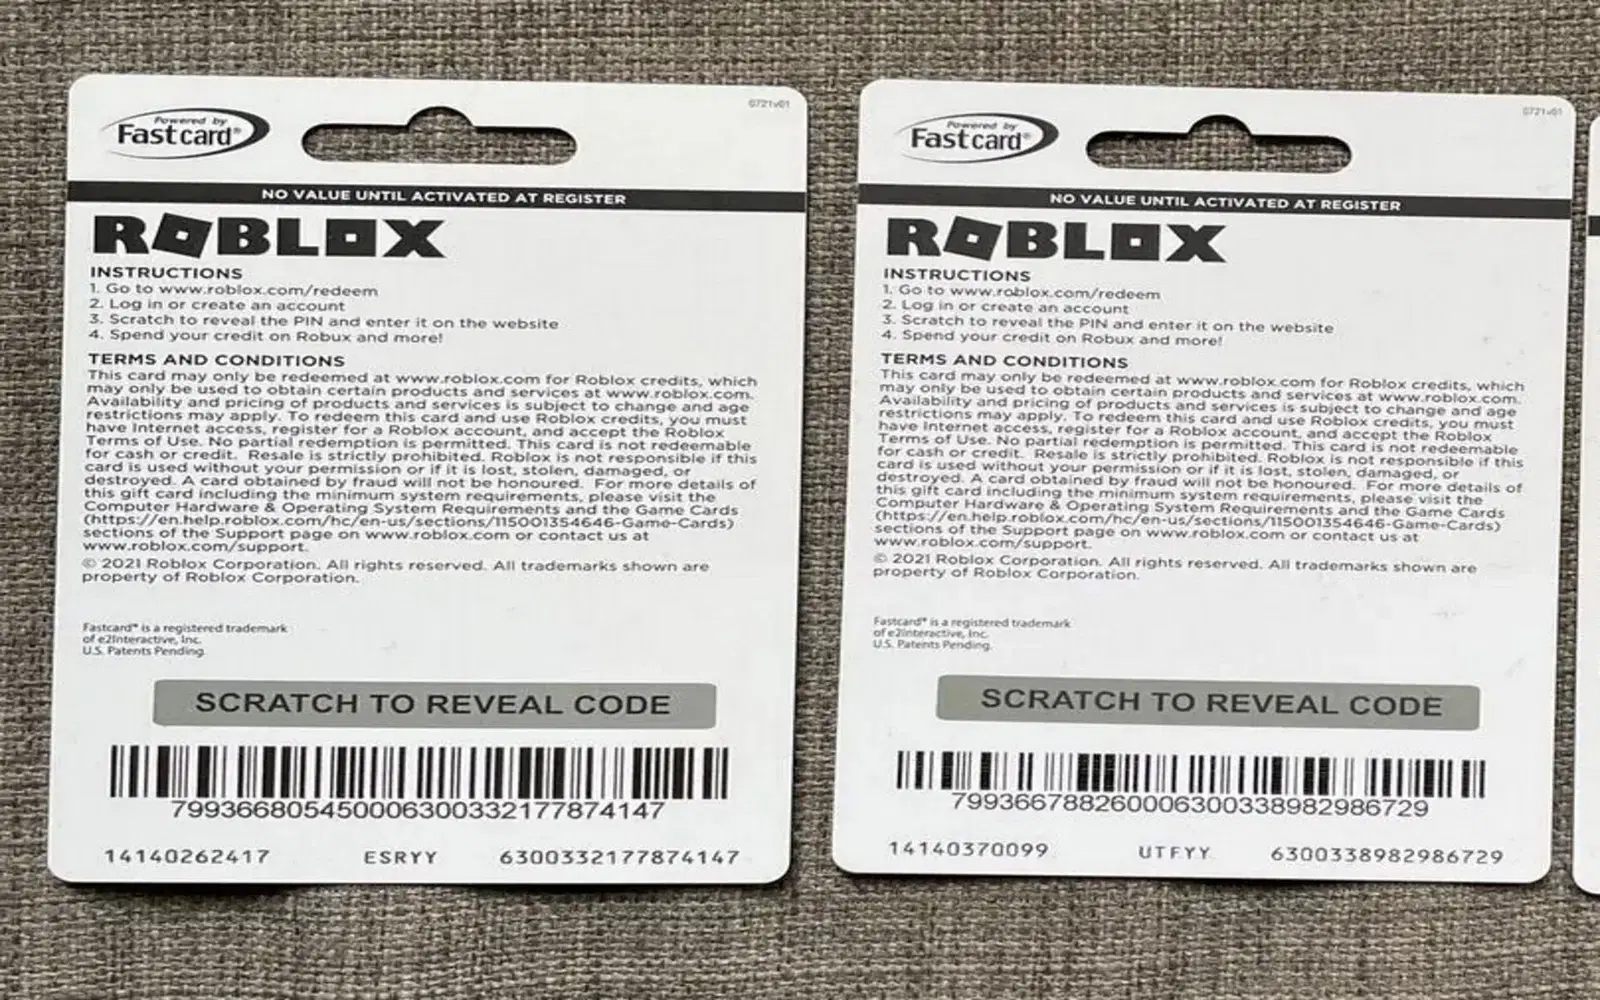 Powered by
Fastcard®
0721v01
NO VALUE UNTIL ACTIVATED AT REGISTER
ROBLOX
INSTRUCTIONS
1. Go to www.roblox.com/redeem
2. Log in or create an account
3. Scratch to reveal the PIN and enter it on the website
4. Spend your credit on Robux and more!
TERMS AND CONDITIONS
This card may only be redeemed at www.roblox.com for Roblox credits, which
may only be used to obtain certain products and services at www.roblox.com.
Availability and pricing of products and services is subject to change and age
restrictions may apply. To redeem this card and use Roblox credits, you must
have Internet access, register for a Roblox account, and accept the Roblox
Terms of Use. No partial redemption is permitted. This card is not redeemable
for cash or credit. Resale is strictly prohibited. Roblox is not responsible if this
card is used without your permission or if it is lost, stolen, damaged, or
destroyed. A card obtained by fraud will not be honoured. For more details of
this gift card including the minimum system requirements, please visit the
Computer Hardware & Operating System Requirements and the Game Cards
(https://en.help.roblox.com/hc/en-us/sections/115001354646-Game-Cards)
sections of the Support page on www.roblox.com or contact us at
www.roblox.com/support.
© 2021 Roblox Corporation. All rights reserved. All trademarks shown are
property of Roblox Corporation.
Fastcard® is a registered trademark
of e2Interactive, Inc.
U.S. Patents Pending.
SCRATCH TO REVEAL CODE
799366805450006300332177874147
14140262417 ESRYY 6300332177874147
Powered by
Fastcard®
0721v01
NO VALUE UNTIL ACTIVATED AT REGISTER
ROBLOX
INSTRUCTIONS
1. Go to www.roblox.com/redeem
2. Log in or create an account
3. Scratch to reveal the PIN and enter it on the website
4. Spend your credit on Robux and more!
TERMS AND CONDITIONS
This card may only be redeemed at www.roblox.com for Roblox credits, which
may only be used to obtain certain products and services at www.roblox.com.
Availability and pricing of products and services is subject to change and age
restrictions may apply. To redeem this card and use Roblox credits, you must
have Internet access, register for a Roblox account, and accept the Roblox
Terms of Use. No partial redemption is permitted. This card is not redeemable
for cash or credit. Resale is strictly prohibited. Roblox is not responsible if this
card is used without your permission or if it is lost, stolen, damaged, or
destroyed. A card obtained by fraud will not be honoured. For more details of
this gift card including the minimum system requirements, please visit the
Computer Hardware & Operating System Requirements and the Game Cards
(https://en.help.roblox.com/hc/en-us/sections/115001354646-Game-Cards)
sections of the Support page on www.roblox.com or contact us at
www.roblox.com/support.
© 2021 Roblox Corporation. All rights reserved. All trademarks shown are
property of Roblox Corporation.
Fastcard® is a registered trademark
of e2Interactive, Inc.
U.S. Patents Pending.
SCRATCH TO REVEAL CODE
799366788260006300338982986729
14140370099 UTFYY 6300338982986729